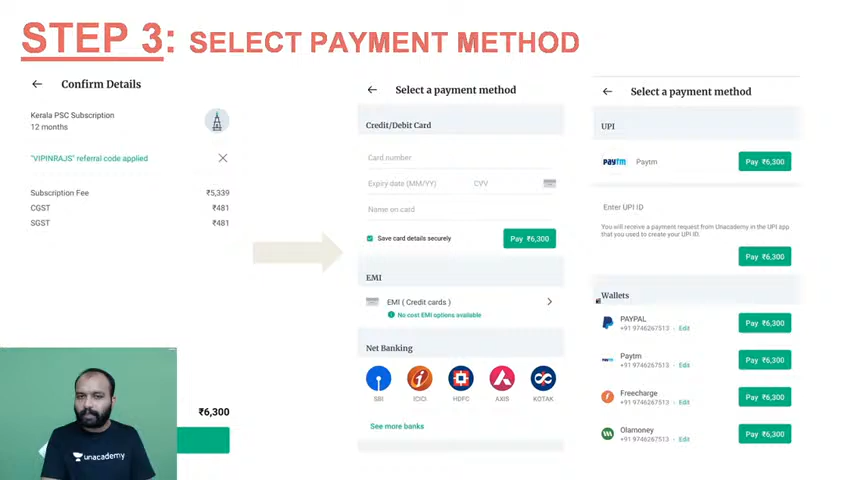 STEP 3: SELECT PAYMENT METHOD
Confirm Details
Kerala PSC Subscription
12 months
"VIPINRAJS" referral code applied
Subscription Fee ₹5,339
CGST ₹481
SGST ₹481
₹6,300
unacademy
Select a payment method
Credit/Debit Card
Card number
Expiry date (MM/YY) CVV
Name on card
Save card details securely Pay ₹6,300
EMI
EMI ( Credit cards )
No cost EMI options available
Net Banking
SBI ICICI HDFC AXIS KOTAK
See more banks
Select a payment method
UPI
Paytm Paytm Pay ₹6,300
Enter UPI ID
You will receive a payment request from Unacademy in the UPI app
that you used to create your UPI ID.
Pay ₹6,300
Wallets
PAYPAL
+91 9746267513 • Edit Pay ₹6,300
Paytm Paytm
+91 9746267513 • Edit Pay ₹6,300
Freecharge
+91 9746267513 • Edit Pay ₹6,300
Olamoney
+91 9746267513 • Edit Pay ₹6,300